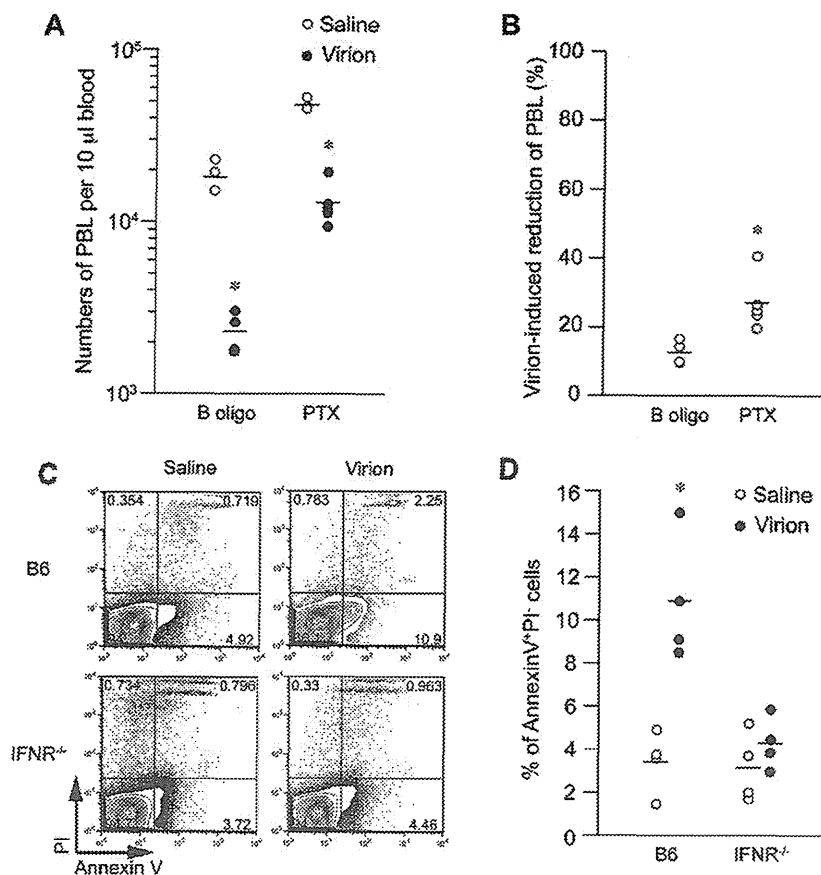 A
○ Saline
● Virion
Numbers of PBL per 10 µl blood
10⁵
10⁴
10³
*
*
B oligo
PTX
B
Virion-induced reduction of PBL (%)
100
80
60
40
20
0
*
B oligo
PTX
C
Saline
Virion
B6
0.354
0.719
4.92
0.763
2.25
10.9
IFNR-/-
0.734
0.796
3.72
0.33
0.963
4.46
PI
Annexin V
D
○ Saline
● Virion
% of AnnexinV⁺PI⁻ cells
16
14
12
10
8
6
4
2
0
*
B6
IFNR-/-